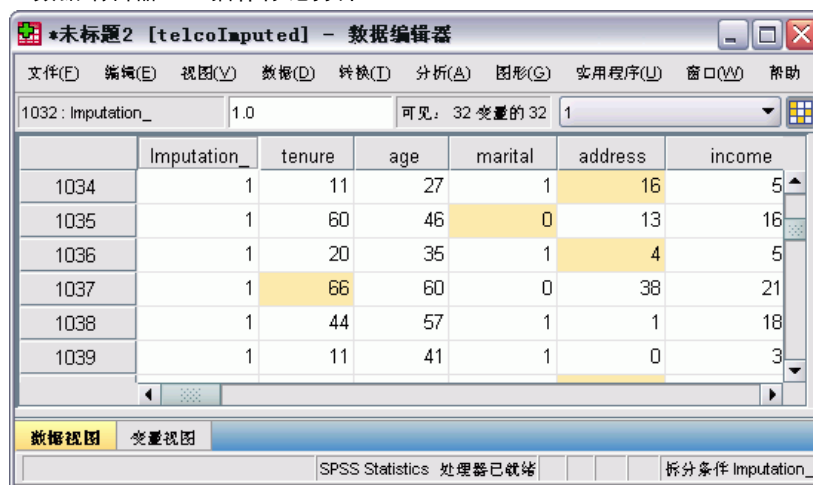 *未标题2 [telcoImputed] - 数据编辑器
文件(F) 编辑(E) 视图(V) 数据(D) 转换(T) 分析(A) 图形(G) 实用程序(U) 窗口(W) 帮助
1032 : Imputation_ 1.0 可见： 32 变量的 32 1
Imputation_ tenure age marital address income
1034 1 11 27 1 16 5
1035 1 60 46 0 13 16
1036 1 20 35 1 4 5
1037 1 66 60 0 38 21
1038 1 44 57 1 1 18
1039 1 11 41 1 0 3
数据视图 变量视图
SPSS Statistics 处理器已就绪 拆分条件 Imputation_